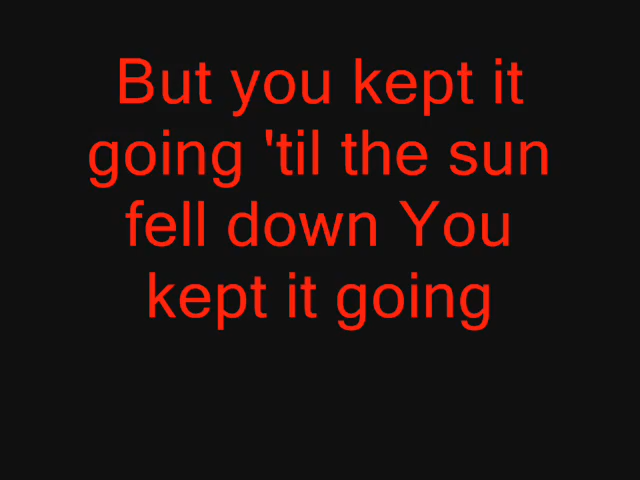 But you kept it
going 'til the sun
fell down You
kept it going